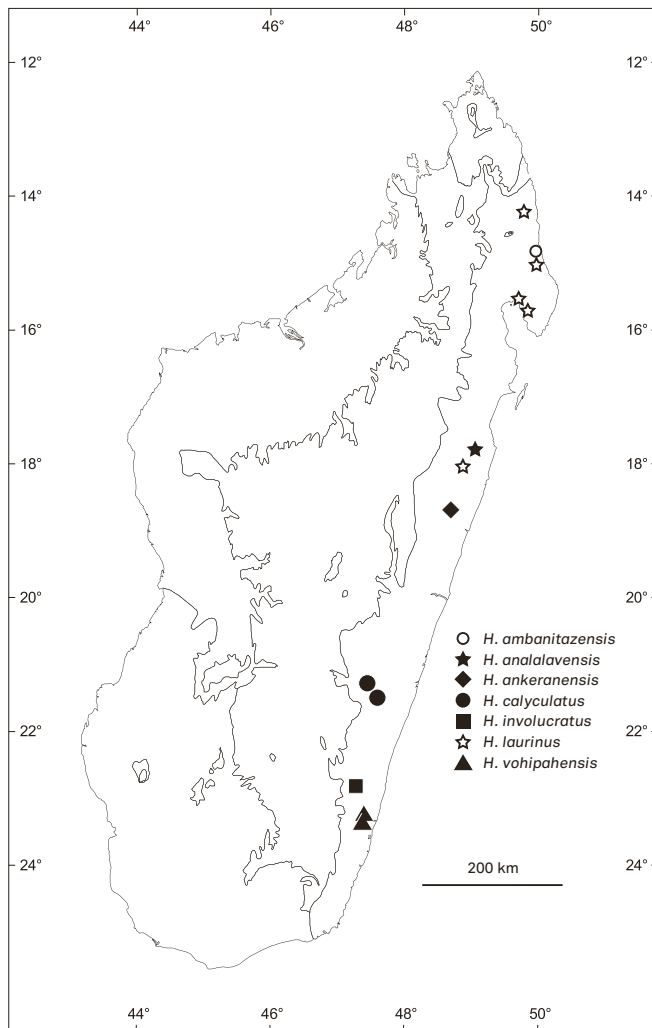 44° 46° 48° 50°
12° 12°
14° 14°
16° 16°
18° 18°
20° 20°
H. ambanitazensis
H. analalavensis
H. ankeranensis
H. calyculatus
22° 22°
H. involucratus
H. laurinus
H. vohipahensis
24° 24°
200 km
44° 46° 48° 50°